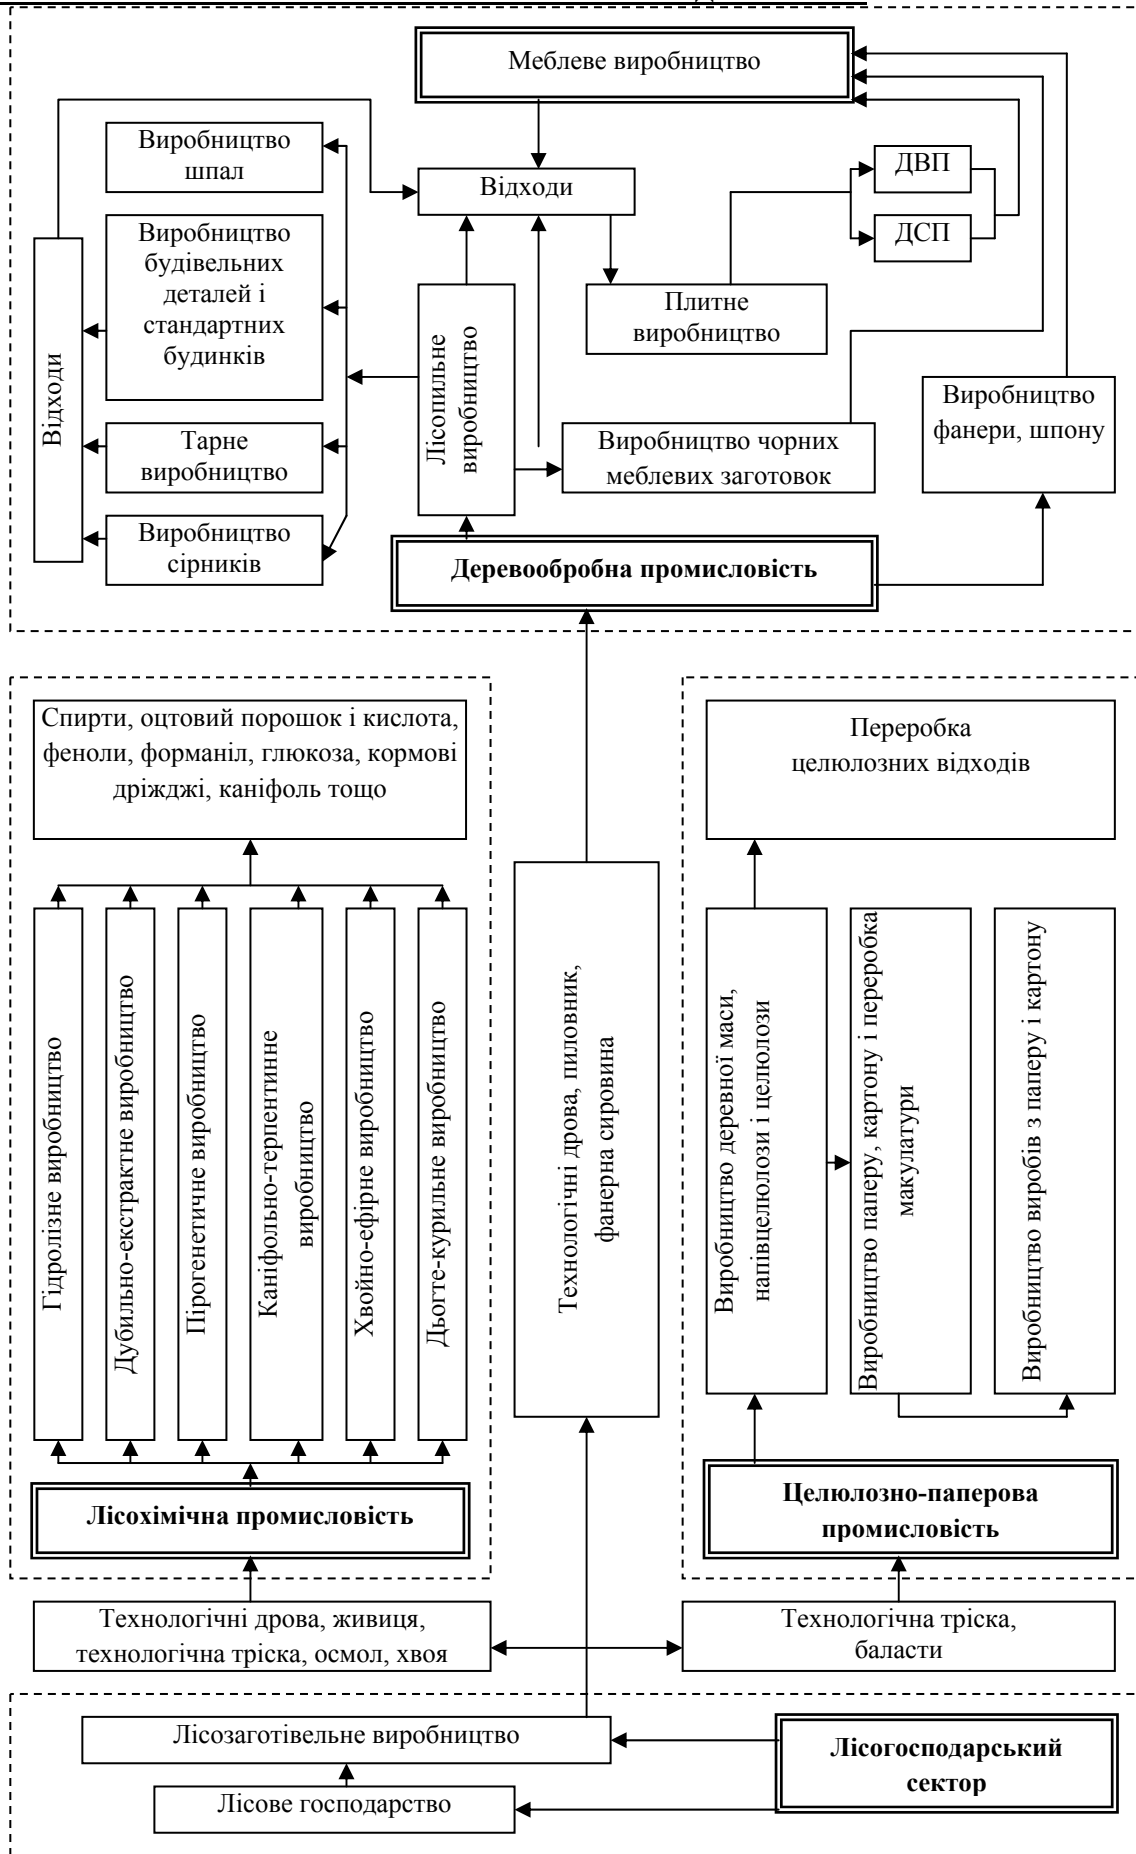 Меблеве виробництво
Виробництво
шпал
Відходи
ДВП
ДСП
Виробництво
будівельних
деталей і
стандартних
будинків
Плитне
виробництво
Відходи
Лісопильне
виробництво
Виробництво
фанери, шпону
Тарне
виробництво
Виробництво чорних
меблевих заготовок
Виробництво
сірників
Деревообробна промисловість
Спирти, оцтовий порошок і кислота,
феноли, форманіл, глюкоза, кормові
дріжджі, каніфоль тощо
Переробка
целюлозних відходів
Гідролізне виробництво
Дубильно-екстрактне виробництво
Пірогенетичне виробництво
Каніфольно-терпентинне
виробництво
Хвойно-ефірне виробництво
Дьогте-курильне виробництво
Технологічні дрова, пиловник,
фанерна сировина
Виробництво деревної маси,
напівцелюлози і целюлози
Виробництво паперу, картону і переробка
макулатури
Виробництво виробів з паперу і картону
Лісохімічна промисловість
Целюлозно-паперова
промисловість
Технологічні дрова, живиця,
технологічна тріска, осмол, хвоя
Технологічна тріска,
баласти
Лісозаготівельне виробництво
Лісогосподарський
сектор
Лісове господарство